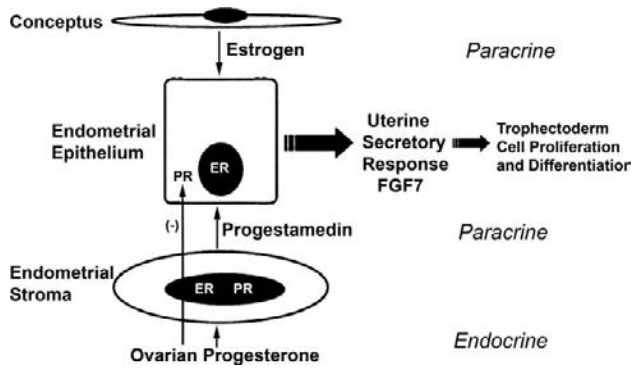 Conceptus
Estrogen
Paracrine
Endometrial
Epithelium
PR
ER
Uterine
Secretory
Response
FGF7
Trophectoderm
Cell Proliferation
and Differentiation
(-)
Progestamedin
Paracrine
Endometrial
Stroma
ER PR
Ovarian Progesterone
Endocrine